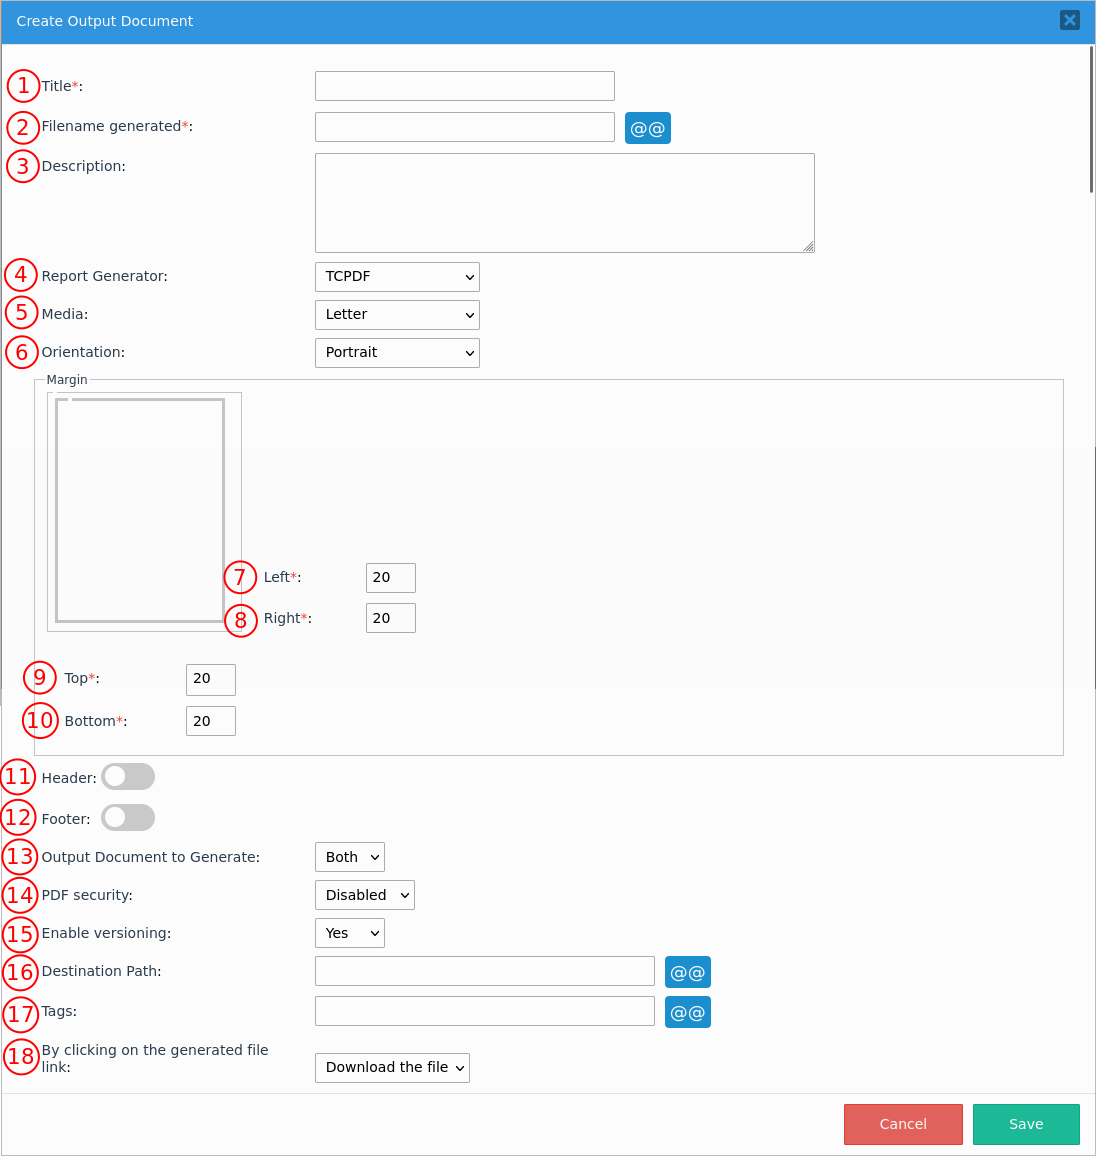 Create Output Document
1 Title*:
2 Filename generated*: @@
3 Description:
4 Report Generator: TCPDF
5 Media: Letter
6 Orientation: Portrait
Margin
7 Left*: 20
8 Right*: 20
9 Top*: 20
10 Bottom*: 20
11 Header:
12 Footer:
13 Output Document to Generate: Both
14 PDF security: Disabled
15 Enable versioning: Yes
16 Destination Path: @@
17 Tags: @@
18 By clicking on the generated file
link: Download the file
Cancel Save